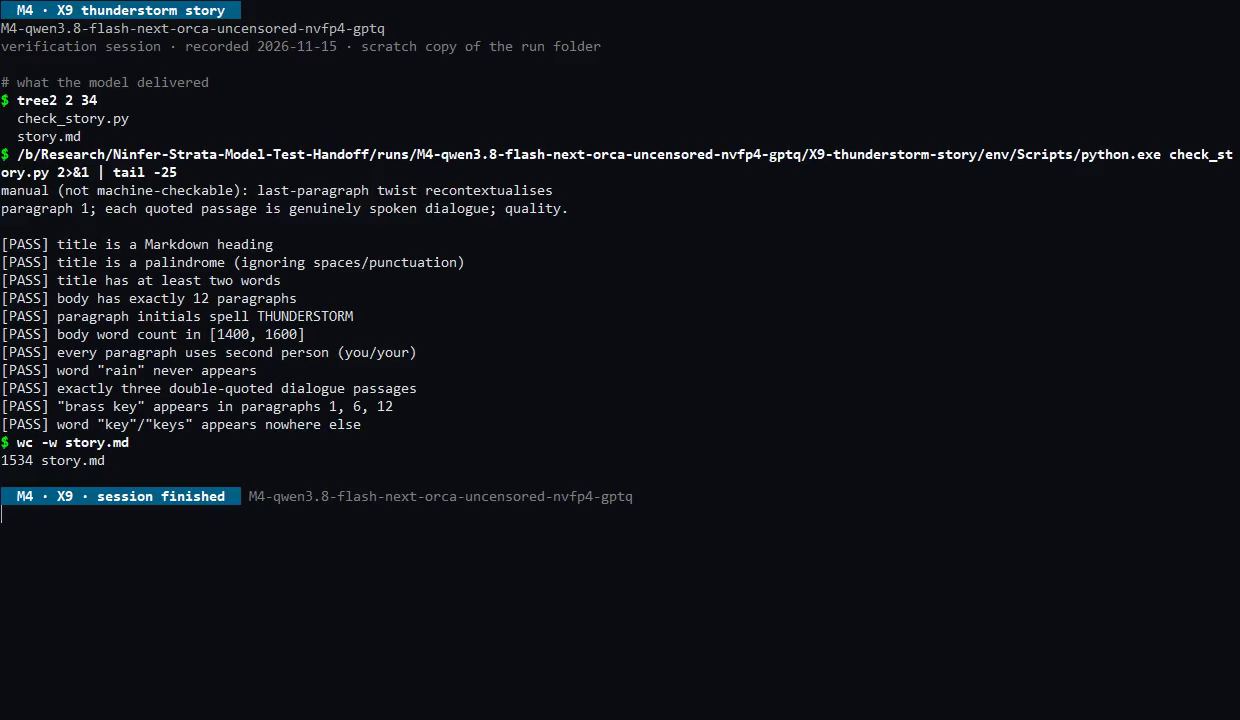 M4 · X9 thunderstorm story
M4-qwen3.8-flash-next-orca-uncensored-nvfp4-gptq
verification session · recorded 2026-11-15 · scratch copy of the run folder
# what the model delivered
$ tree2 2 34
check_story.py
story.md
$ /b/Research/Ninfer-Strata-Model-Test-Handoff/runs/M4-qwen3.8-flash-next-orca-uncensored-nvfp4-gptq/X9-thunderstorm-story/env/Scripts/python.exe check_st
ory.py 2>&1 | tail -25
manual (not machine-checkable): last-paragraph twist recontextualises
paragraph 1; each quoted passage is genuinely spoken dialogue; quality.
[PASS] title is a Markdown heading
[PASS] title is a palindrome (ignoring spaces/punctuation)
[PASS] title has at least two words
[PASS] body has exactly 12 paragraphs
[PASS] paragraph initials spell THUNDERSTORM
[PASS] body word count in [1400, 1600]
[PASS] every paragraph uses second person (you/your)
[PASS] word "rain" never appears
[PASS] exactly three double-quoted dialogue passages
[PASS] "brass key" appears in paragraphs 1, 6, 12
[PASS] word "key"/"keys" appears nowhere else
$ wc -w story.md
1534 story.md
M4 · X9 · session finished M4-qwen3.8-flash-next-orca-uncensored-nvfp4-gptq